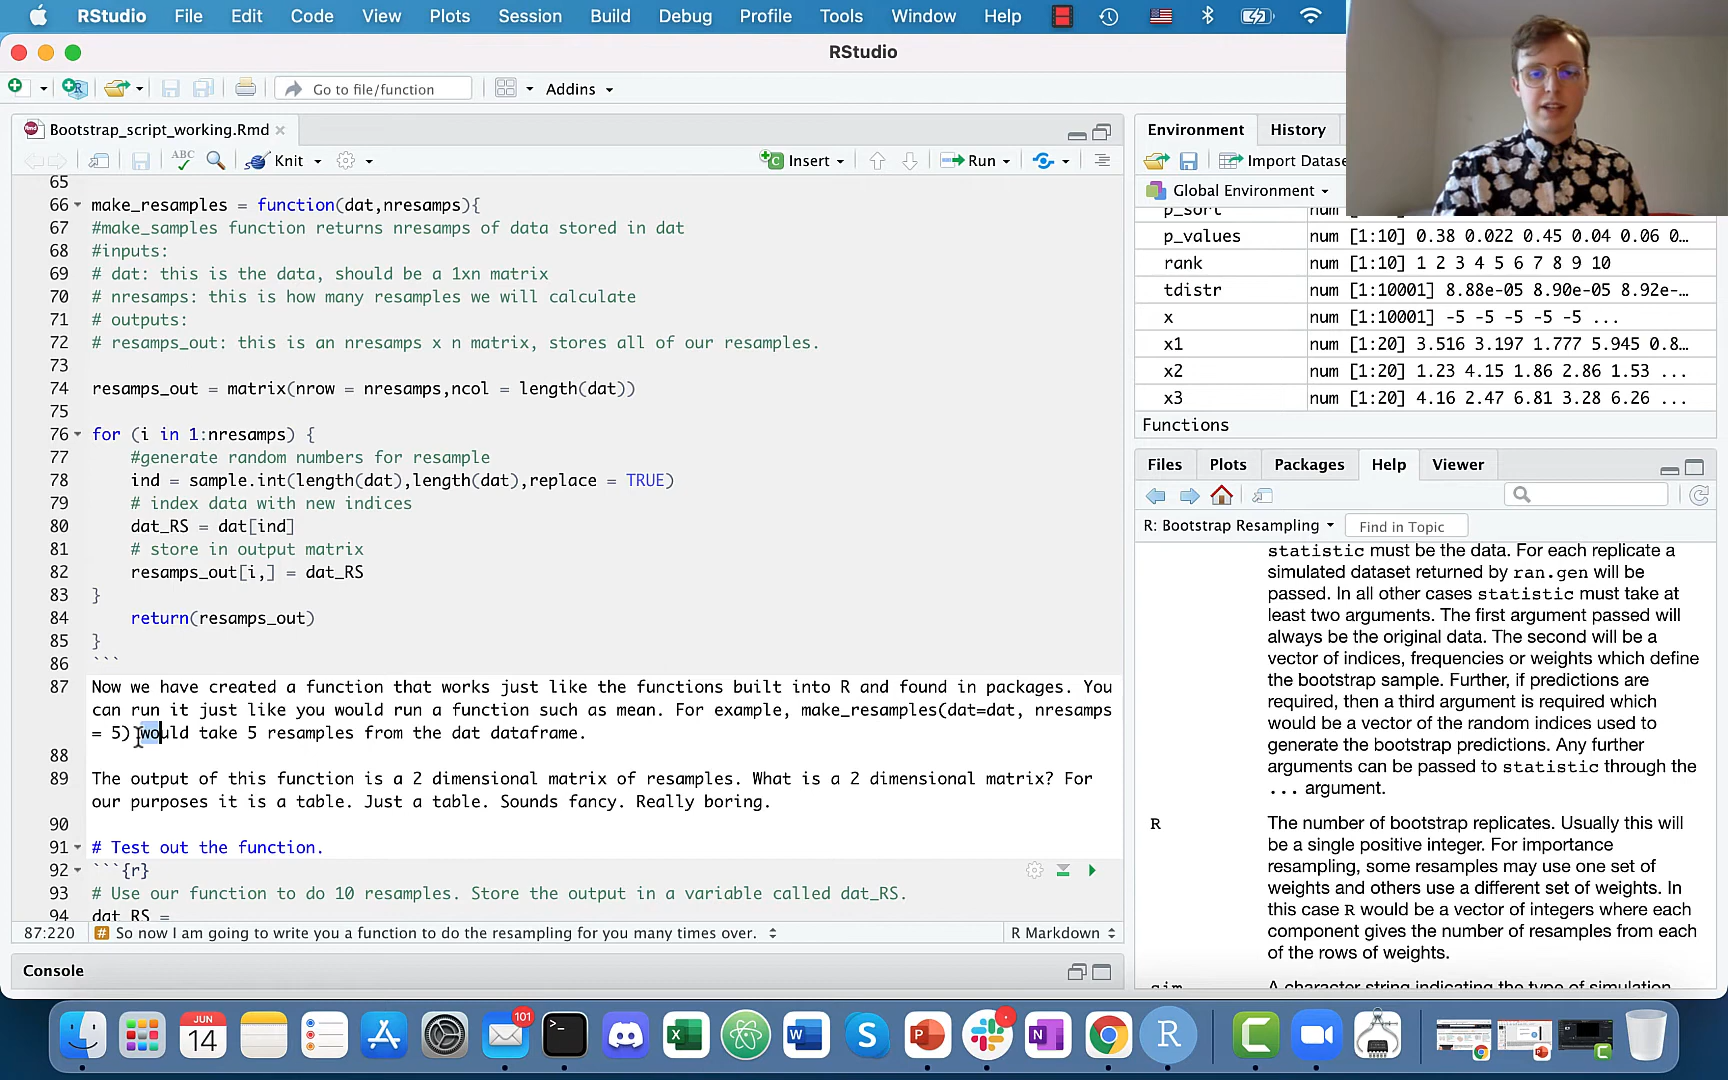 RStudio File Edit Code View Plots Session Build Debug Profile Tools Window Help
RStudio
Go to file/function Addins
Bootstrap_script_working.Rmd
ABC Knit Insert Run
65
66 make_resamples = function(dat,nresamps){
67 #make_samples function returns nresamps of data stored in dat
68 #inputs:
69 # dat: this is the data, should be a 1xn matrix
70 # nresamps: this is how many resamples we will calculate
71 # outputs:
72 # resamps_out: this is an nresamps x n matrix, stores all of our resamples.
73
74 resamps_out = matrix(nrow = nresamps,ncol = length(dat))
75
76 for (i in 1:nresamps) {
77 #generate random numbers for resample
78 ind = sample.int(length(dat),length(dat),replace = TRUE)
79 # index data with new indices
80 dat_RS = dat[ind]
81 # store in output matrix
82 resamps_out[i,] = dat_RS
83 }
84 return(resamps_out)
85 }
86 ```
87 Now we have created a function that works just like the functions built into R and found in packages. You
can run it just like you would run a function such as mean. For example, make_resamples(dat=dat, nresamps
= 5) would take 5 resamples from the dat dataframe.
88
89 The output of this function is a 2 dimensional matrix of resamples. What is a 2 dimensional matrix? For
our purposes it is a table. Just a table. Sounds fancy. Really boring.
90
91 # Test out the function.
92 ```{r}
93 # Use our function to do 10 resamples. Store the output in a variable called dat_RS.
94 dat_RS =
87:220 # So now I am going to write you a function to do the resampling for you many times over. R Markdown
Console
Environment History
Import Datase
Global Environment
p_sort
p_values num [1:10] 0.38 0.022 0.45 0.04 0.06 0…
rank num [1:10] 1 2 3 4 5 6 7 8 9 10
tdistr num [1:10001] 8.88e-05 8.90e-05 8.92e-…
x num [1:10001] -5 -5 -5 -5 -5 ...
x1 num [1:20] 3.516 3.197 1.777 5.945 0.8…
x2 num [1:20] 1.23 4.15 1.86 2.86 1.53 ...
x3 num [1:20] 4.16 2.47 6.81 3.28 6.26 ...
Functions
Files Plots Packages Help Viewer
R: Bootstrap Resampling Find in Topic
statistic must be the data. For each replicate a
simulated dataset returned by ran.gen will be
passed. In all other cases statistic must take at
least two arguments. The first argument passed will
always be the original data. The second will be a
vector of indices, frequencies or weights which define
the bootstrap sample. Further, if predictions are
required, then a third argument is required which
would be a vector of the random indices used to
generate the bootstrap predictions. Any further
arguments can be passed to statistic through the
... argument.
R The number of bootstrap replicates. Usually this will
be a single positive integer. For importance
resampling, some resamples may use one set of
weights and others use a different set of weights. In
this case R would be a vector of integers where each
component gives the number of resamples from each
of the rows of weights.
sim A character string indicating the type of simulation
JUN
14
101